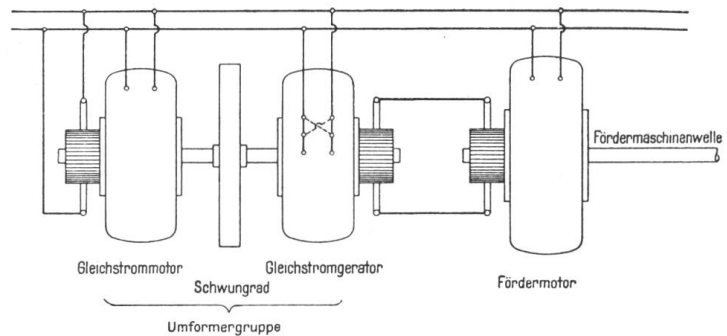 Fördermaschinenwelle
Gleichstrommotor
Gleichstromgerator
Schwungrad
Fördermotor
Umformergruppe